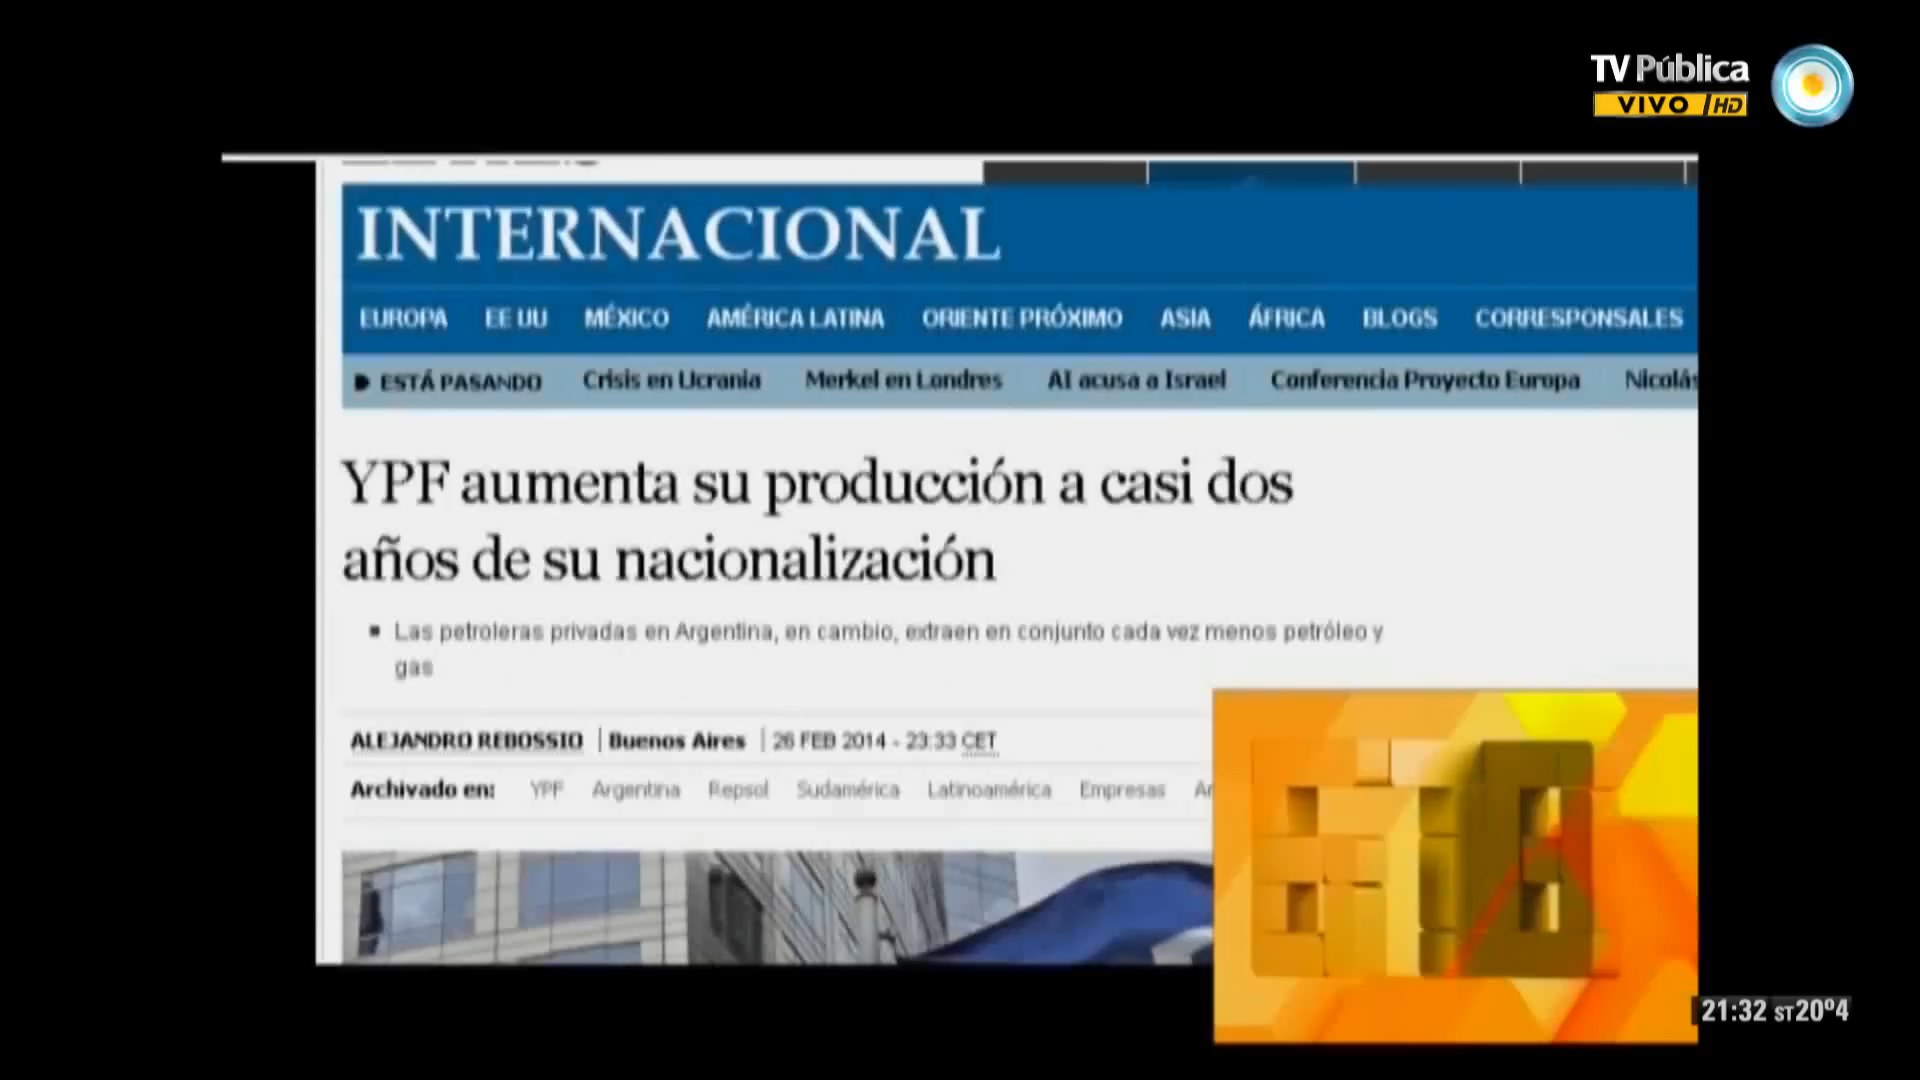 TV Pública
VIVO HD
INTERNACIONAL
EUROPA EE UU MÉXICO AMÉRICA LATINA ORIENTE PRÓXIMO ASIA ÁFRICA BLOGS CORRESPONSALES
ESTÁ PASANDO Crisis en Ucrania Merkel en Londres AI acusa a Israel Conferencia Proyecto Europa Nicolás
YPF aumenta su producción a casi dos
años de su nacionalización
Las petroleras privadas en Argentina, en cambio, extraen en conjunto cada vez menos petróleo y
gas
ALEJANDRO REBOSSIO | Buenos Aires | 26 FEB 2014 - 23:33 CET
Archivado en: YPF Argentina Repsol Sudamérica Latinoamérica Empresas
21:32 ST20º4